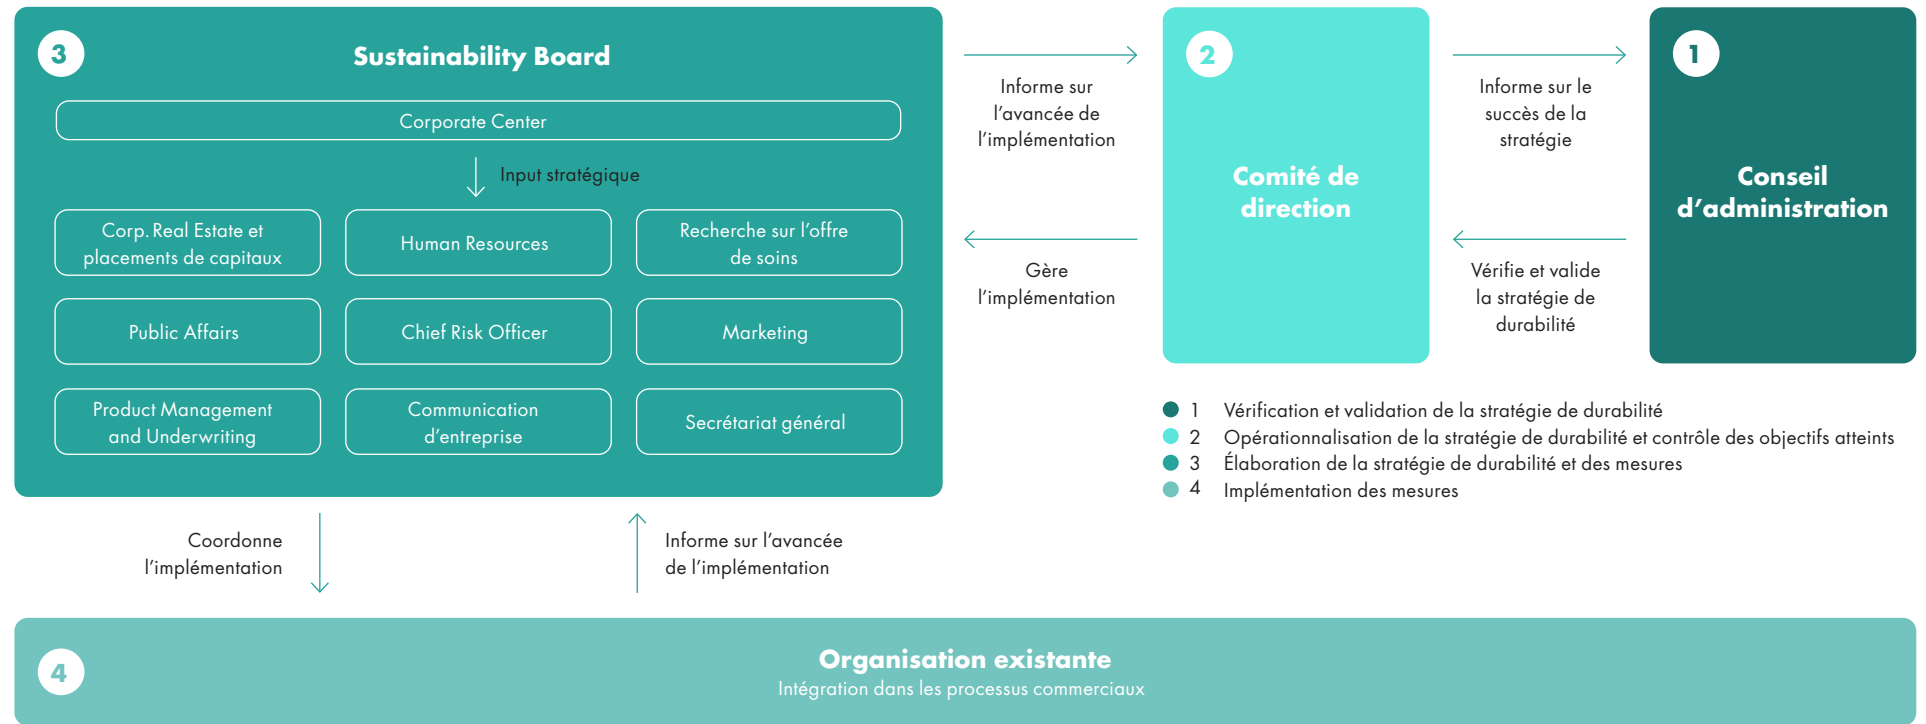 3
Sustainability Board
Corporate Center
Input stratégique
Corp. Real Estate et
placements de capitaux
Human Resources
Recherche sur l’offre
de soins
Public Affairs
Chief Risk Officer
Marketing
Product Management
and Underwriting
Communication
d’entreprise
Secrétariat général
Informe sur
l’avancée de
l’implémentation
Gère
l’implémentation
2
Comité de
direction
Informe sur le
succès de la
stratégie
Vérifie et valide
la stratégie de
durabilité
1
Conseil
d’administration
1 Vérification et validation de la stratégie de durabilité
2 Opérationnalisation de la stratégie de durabilité et contrôle des objectifs atteints
3 Élaboration de la stratégie de durabilité et des mesures
4 Implémentation des mesures
Coordonne
l’implémentation
Informe sur l’avancée
de l’implémentation
4
Organisation existante
Intégration dans les processus commerciaux